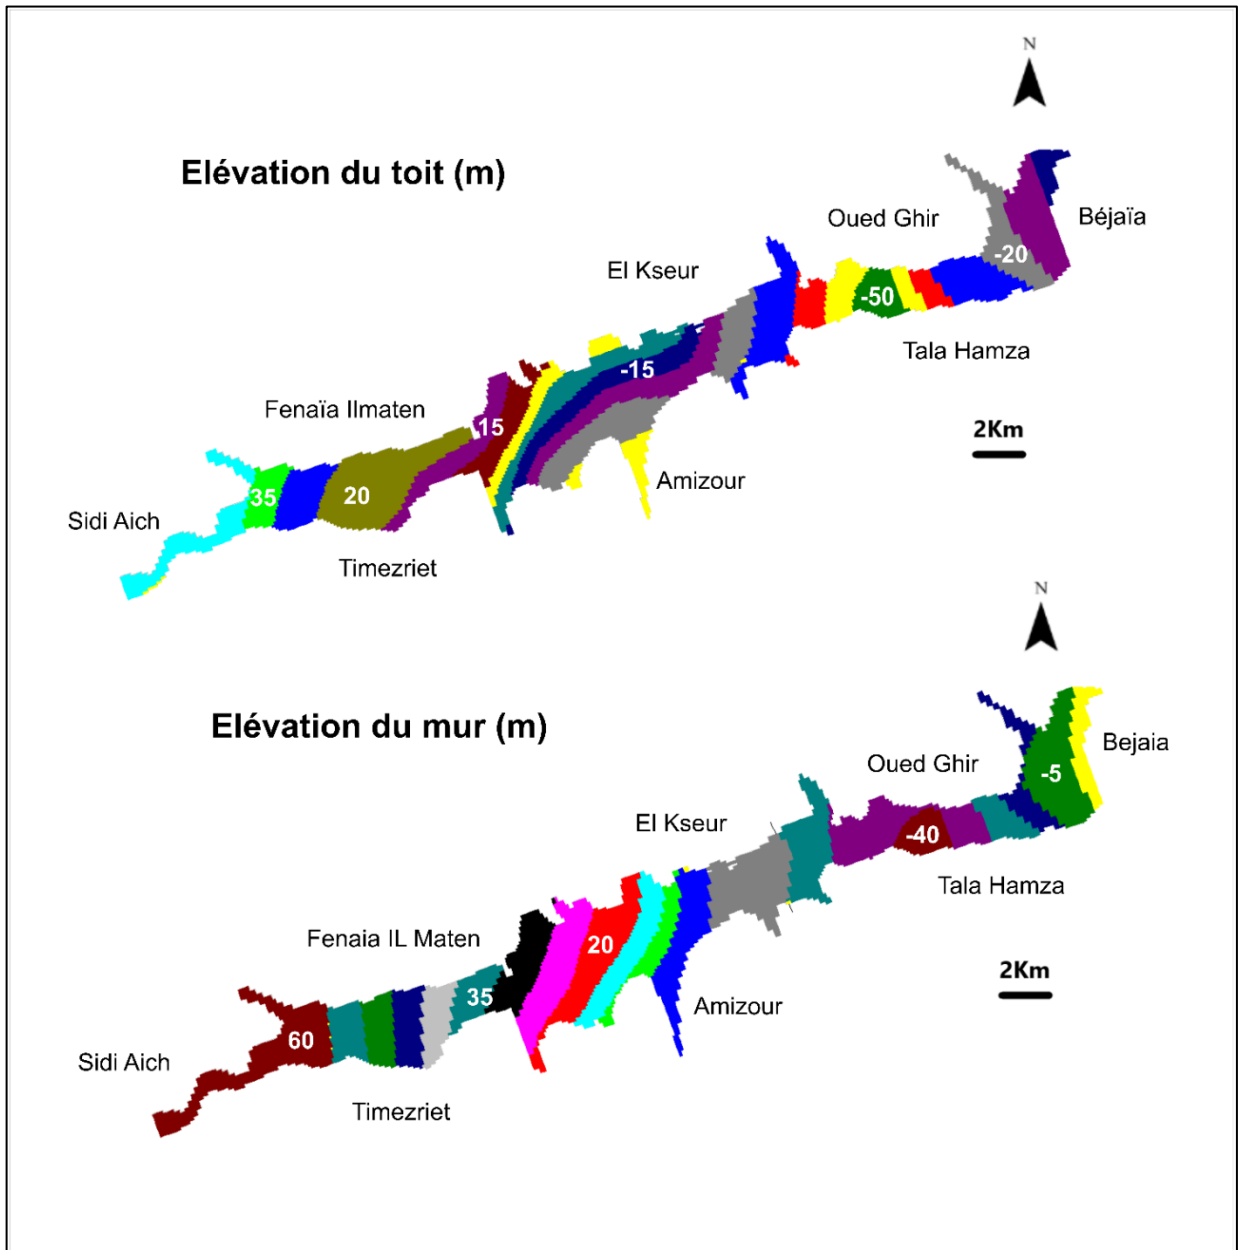 N
Elévation du toit (m)
Oued Ghir
Béjaïa
El Kseur
-20
-50
Tala Hamza
-15
Fenaïa Ilmaten
15
2Km
Amizour
35
20
Sidi Aich
Timezriet
N
Elévation du mur (m)
Oued Ghir
Bejaia
-5
El Kseur
-40
Tala Hamza
Fenaia IL Maten
20
2Km
35
Amizour
60
Sidi Aich
Timezriet